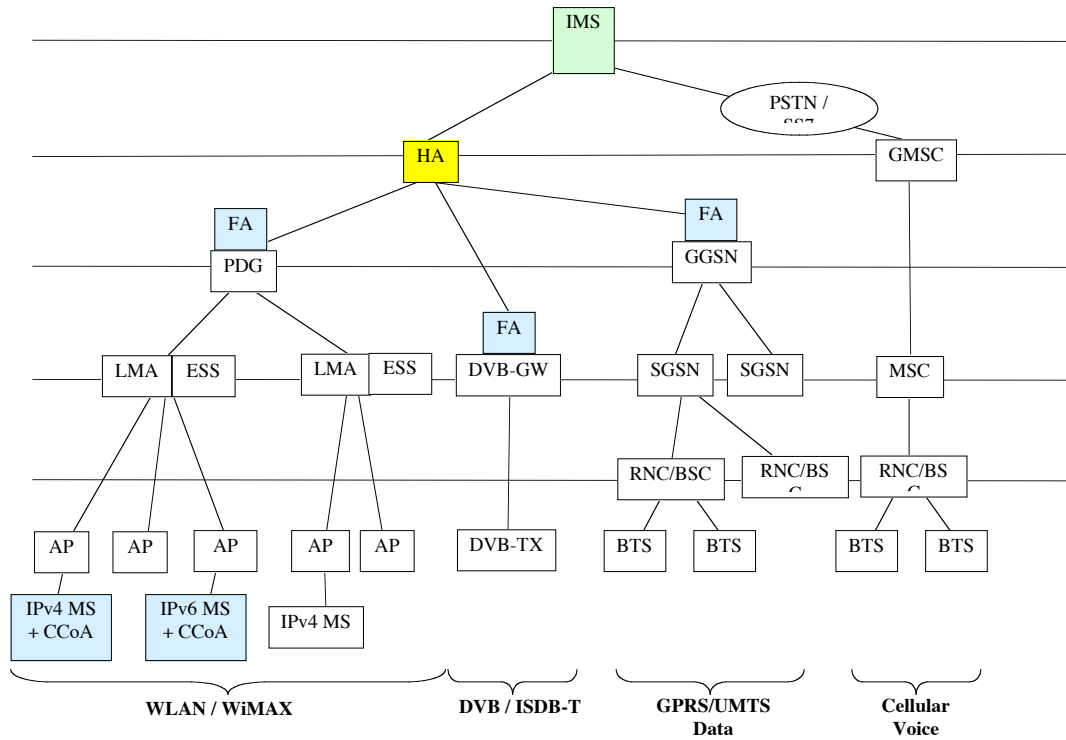 IMS
PSTN /
SS7
HA
GMSC
FA
FA
PDG
GGSN
FA
LMA
ESS
LMA
ESS
DVB-GW
SGSN
SGSN
MSC
RNC/BSC
RNC/BS
C
RNC/BS
C
AP
AP
AP
AP
AP
DVB-TX
BTS
BTS
BTS
BTS
IPv4 MS
+ CCoA
IPv6 MS
+ CCoA
IPv4 MS
WLAN / WiMAX
DVB / ISDB-T
GPRS/UMTS
Data
Cellular
Voice